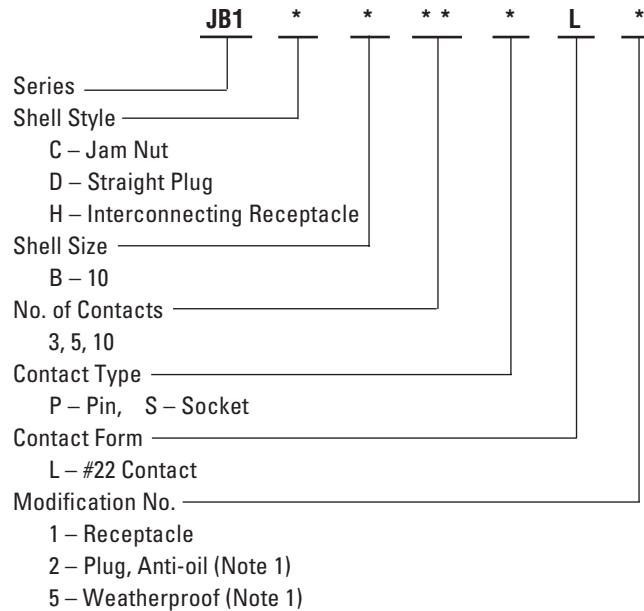 JB1 * * * * * L *
Series
Shell Style
C – Jam Nut
D – Straight Plug
H – Interconnecting Receptacle
Shell Size
B – 10
No. of Contacts
3, 5, 10
Contact Type
P – Pin, S – Socket
Contact Form
L – #22 Contact
Modification No.
1 – Receptacle
2 – Plug, Anti-oil (Note 1)
5 – Weatherproof (Note 1)